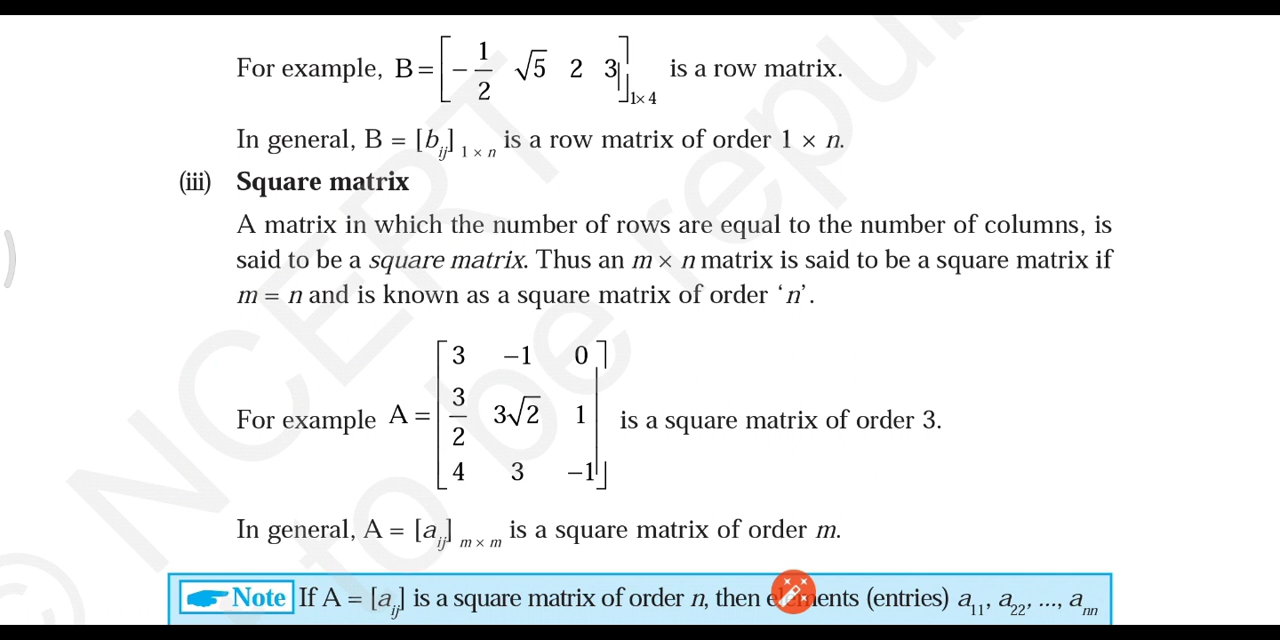 For example, B = [ −1/2 √5 2 3 ]1×4 is a row matrix.
In general, B = [bij] 1 × n is a row matrix of order 1 × n.
(iii) Square matrix
A matrix in which the number of rows are equal to the number of columns, is
said to be a square matrix. Thus an m × n matrix is said to be a square matrix if
m = n and is known as a square matrix of order ‘n’.
For example A = [ 3 −1 0
3/2 3√2 1
4 3 −1 ] is a square matrix of order 3.
In general, A = [aij] m × m is a square matrix of order m.
Note If A = [aij] is a square matrix of order n, then (entries) a11, a22, ..., ann
© NCERT
to be repub